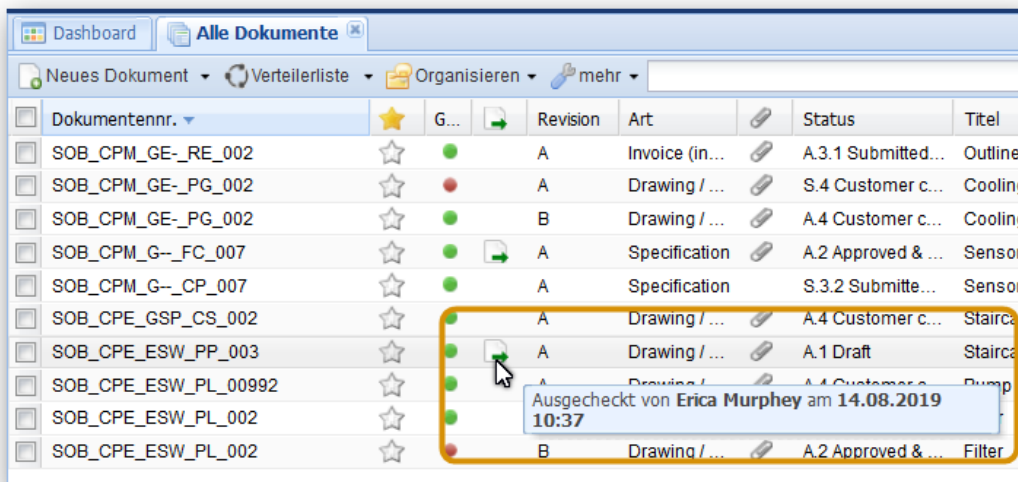 Dashboard Alle Dokumente
Neues Dokument Verteilerliste Organisieren mehr
Dokumentennr. G... Revision Art Status Titel
SOB_CPM_GE-_RE_002 A Invoice (in... A.3.1 Submitted... Outline
SOB_CPM_GE-_PG_002 A Drawing / ... S.4 Customer c... Cooling
SOB_CPM_GE-_PG_002 B Drawing / ... A.4 Customer c... Cooling
SOB_CPM_G--_FC_007 A Specification A.2 Approved & ... Sensor
SOB_CPM_G--_CP_007 A Specification S.3.2 Submitte... Sensor
SOB_CPE_GSP_CS_002 A Drawing / ... A.4 Customer c... Stairca
SOB_CPE_ESW_PP_003 A Drawing / ... A.1 Draft Stairca
SOB_CPE_ESW_PL_00992 A Drawing / ... A.4 Customer c... Pump
Ausgecheckt von Erica Murphey am 14.08.2019
10:37
SOB_CPE_ESW_PL_002
SOB_CPE_ESW_PL_002 B Drawing / ... A.2 Approved & ... Filter